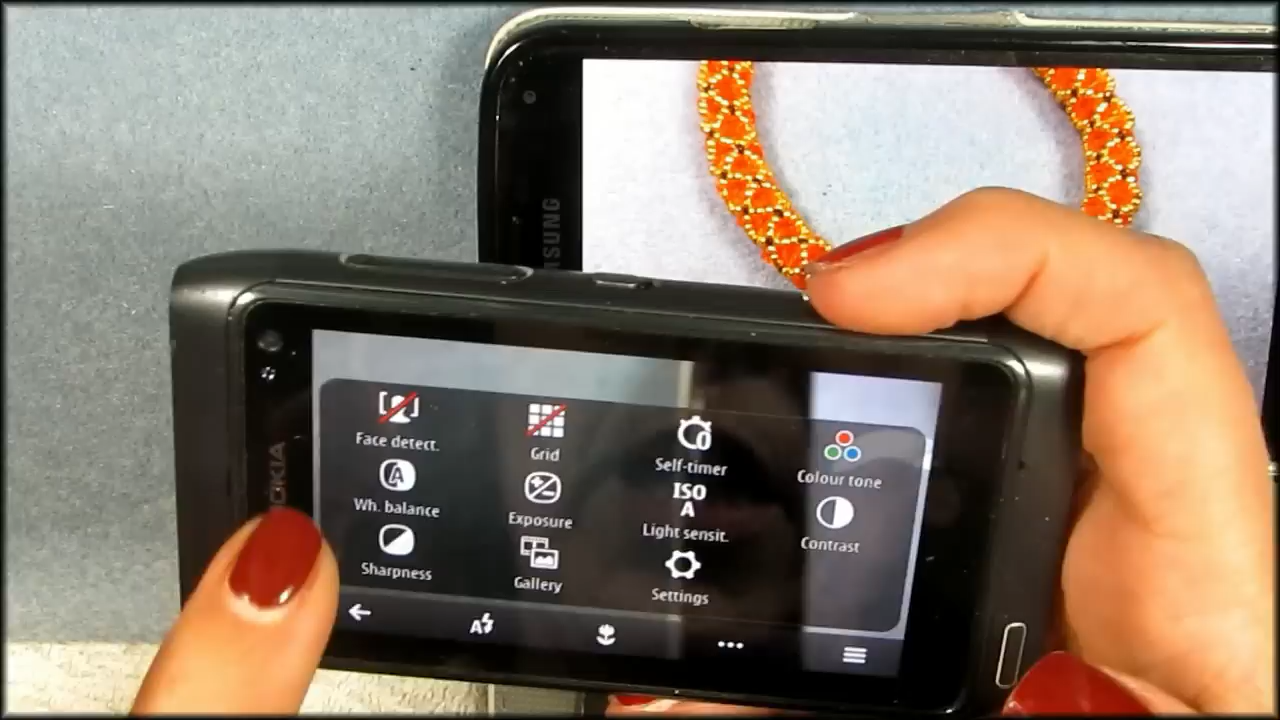 SAMSUNG
NOKIA
Face detect.
Grid
Self-timer
Colour tone
A
Wh. balance
Exposure
ISO
A
Light sensit.
Contrast
Sharpness
Gallery
Settings
A